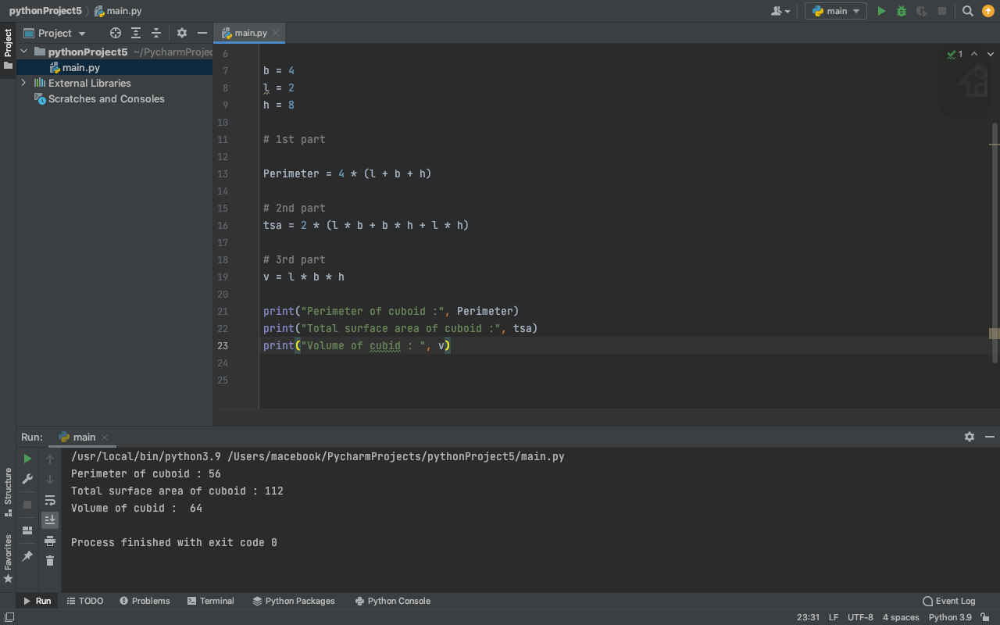 pythonProject5 main.py
main
Project
main.py
pythonProject5 ~/PycharmProjec
main.py
External Libraries
Scratches and Consoles
Project
1
6
7 b = 4
8 l = 2
9 h = 8
10
11 # 1st part
12
13 Perimeter = 4 * (l + b + h)
14
15 # 2nd part
16 tsa = 2 * (l * b + b * h + l * h)
17
18 # 3rd part
19 v = l * b * h
20
21 print("Perimeter of cuboid :", Perimeter)
22 print("Total surface area of cuboid :", tsa)
23 print("Volume of cubid : ", v)
24
25
Run: main
/usr/local/bin/python3.9 /Users/macebook/PycharmProjects/pythonProject5/main.py
Perimeter of cuboid : 56
Total surface area of cuboid : 112
Volume of cubid :  64
Process finished with exit code 0
Structure
Favorites
Run TODO Problems Terminal Python Packages Python Console Event Log
23:31 LF UTF-8 4 spaces Python 3.9